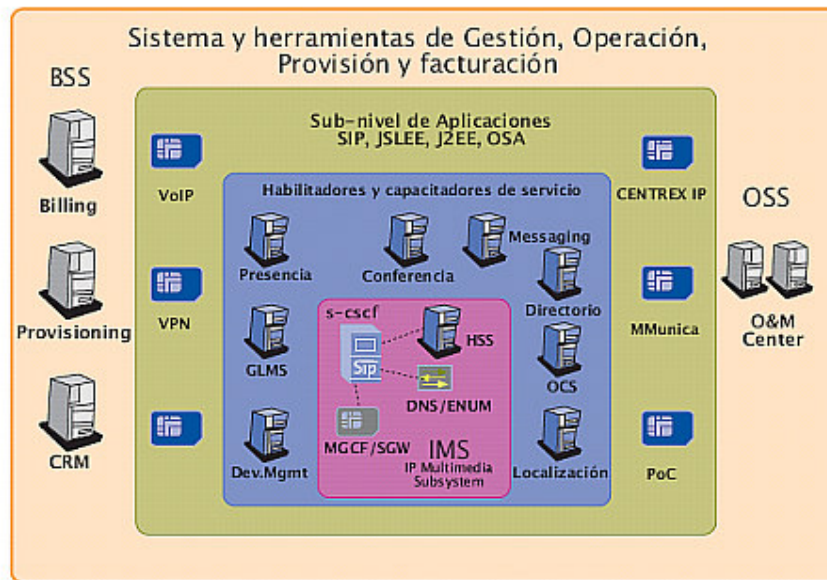 Sistema y herramientas de Gestión, Operación,
Provisión y facturación
BSS
Billing
Provisioning
CRM
Sub-nivel de Aplicaciones
SIP, JSLEE, J2EE, OSA
VoIP
VPN
Habilitadores y capacitadores de servicio
Presencia
Conferencia
Messaging
Directorio
GLMS
OCS
Dev.Mgmt
Localización
s-cscf
Sip
HSS
DNS/ENUM
MGCF/SGW
IMS
IP Multimedia
Subsystem
CENTREX IP
MMunica
PoC
OSS
O&M
Center